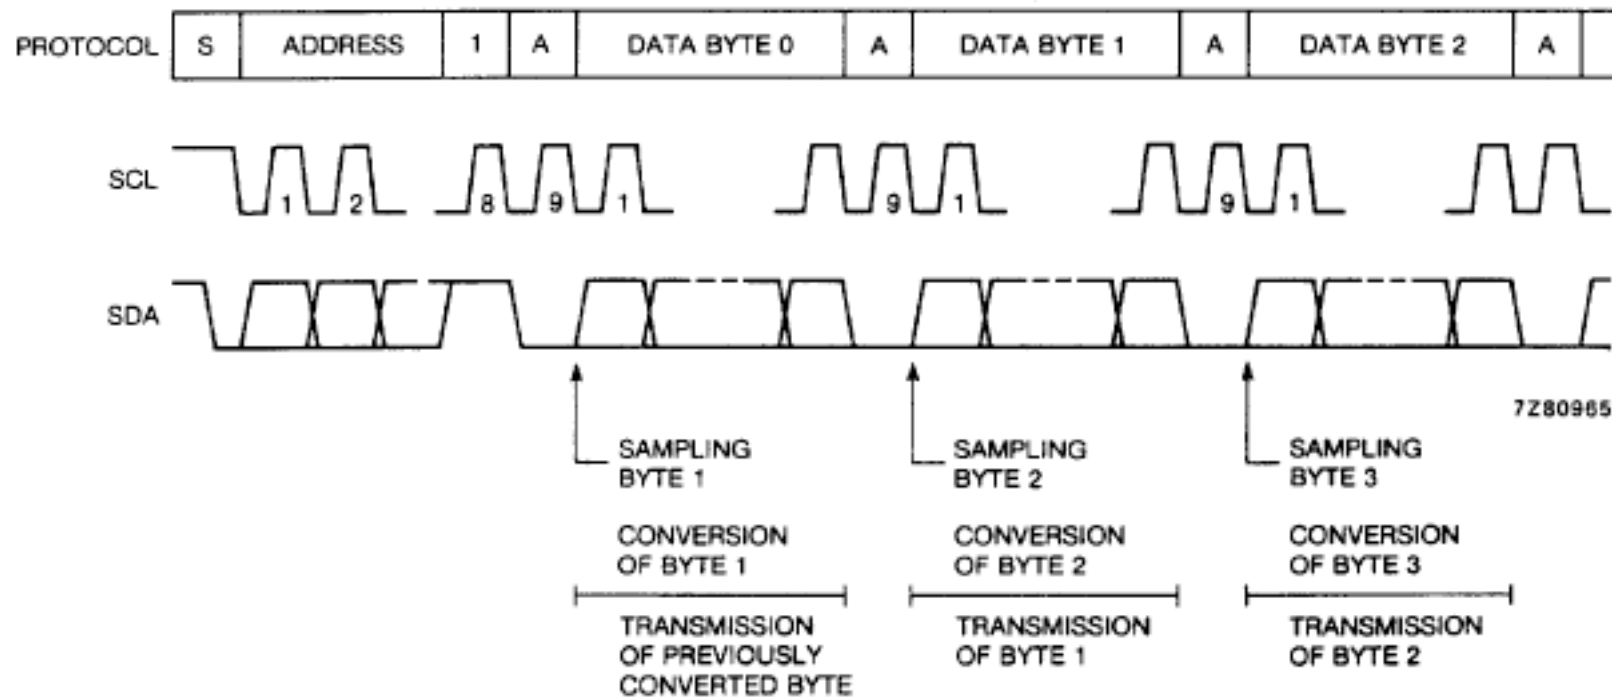 PROTOCOL S ADDRESS 1 A DATA BYTE 0 A DATA BYTE 1 A DATA BYTE 2 A
SCL 1 2 8 9 1 9 1 9 1
SDA
7Z80965
SAMPLING
BYTE 1
SAMPLING
BYTE 2
SAMPLING
BYTE 3
CONVERSION
OF BYTE 1
CONVERSION
OF BYTE 2
CONVERSION
OF BYTE 3
TRANSMISSION
OF PREVIOUSLY
CONVERTED BYTE
TRANSMISSION
OF BYTE 1
TRANSMISSION
OF BYTE 2